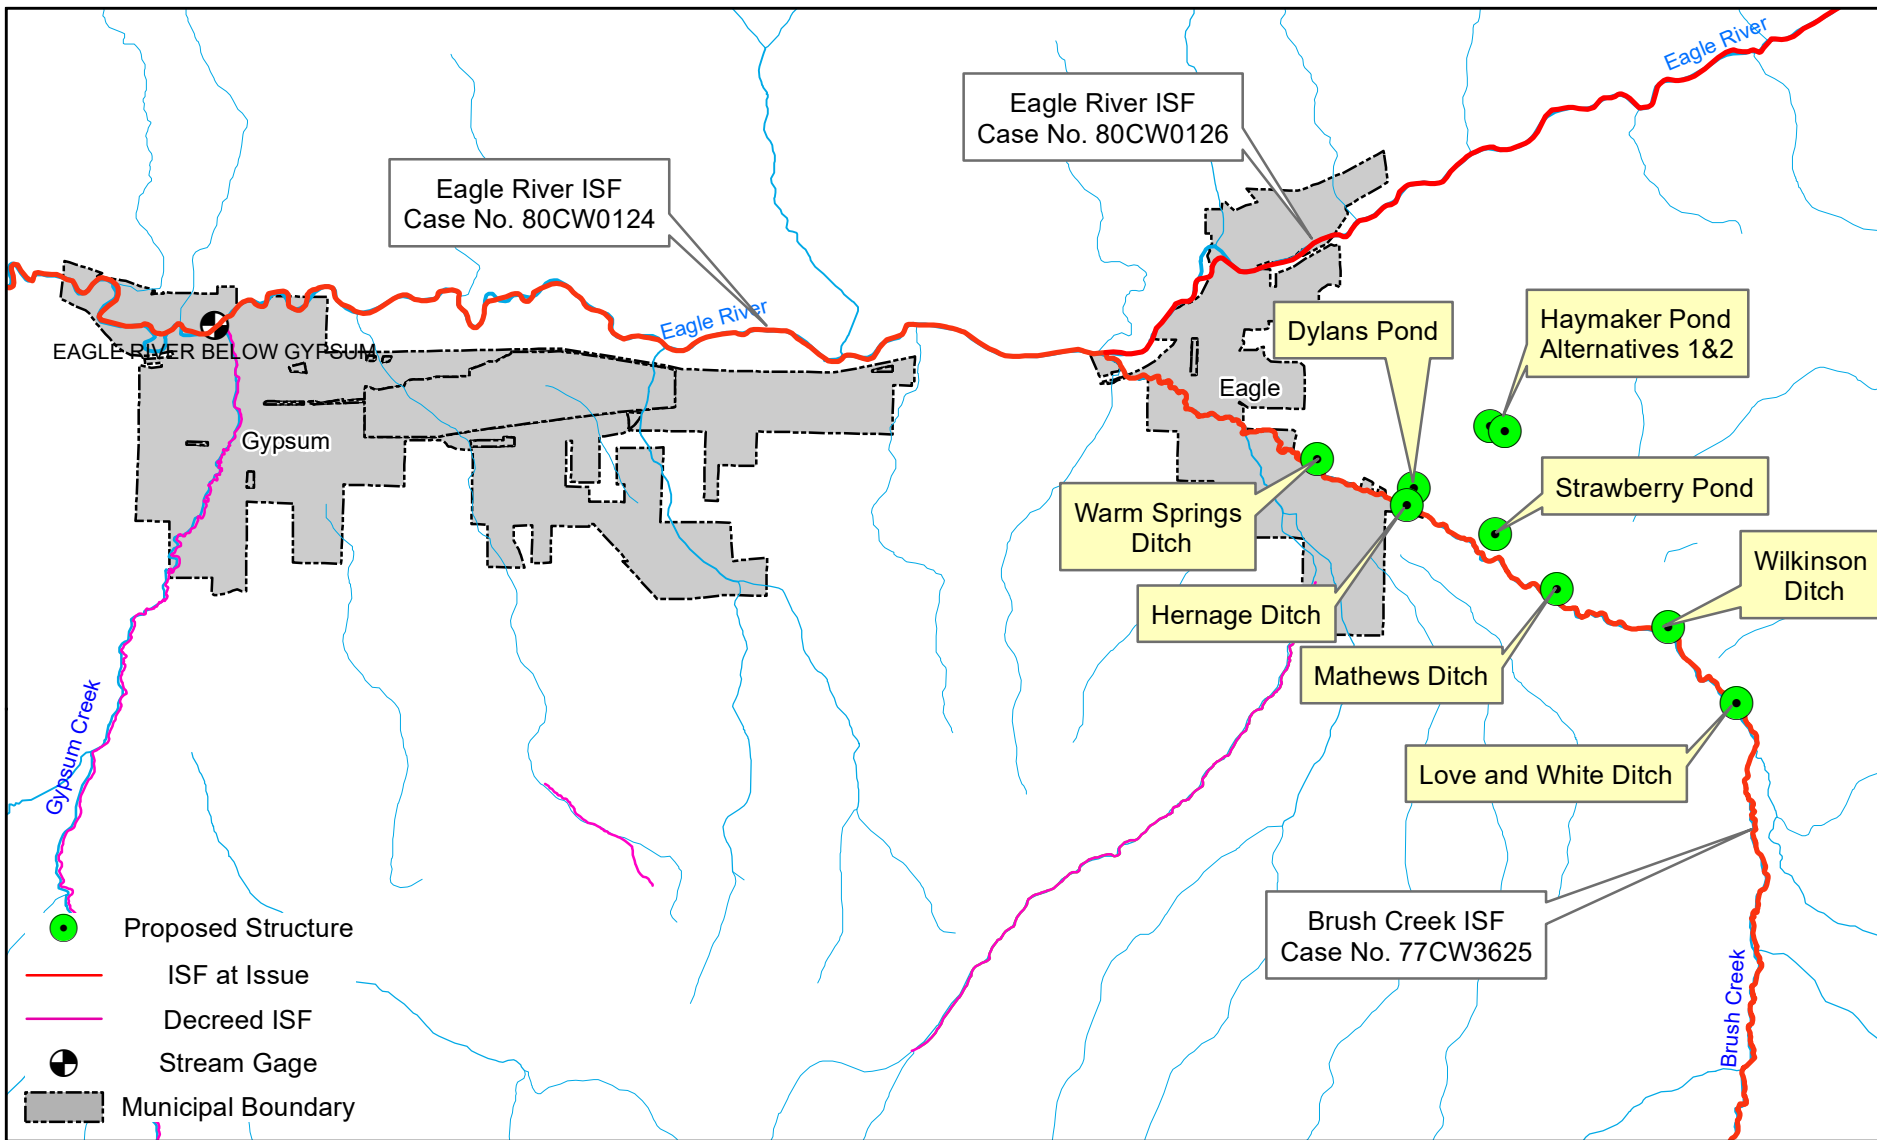 Eagle River
Eagle River ISF
Case No. 80CW0126
Eagle River ISF
Case No. 80CW0124
Eagle River
EAGLE RIVER BELOW GYPSUM
Gypsum
Eagle
Dylans Pond
Haymaker Pond
Alternatives 1&2
Strawberry Pond
Warm Springs
Ditch
Wilkinson
Ditch
Hernage Ditch
Mathews Ditch
Love and White Ditch
Brush Creek ISF
Case No. 77CW3625
Brush Creek
Gypsum Creek
Proposed Structure
ISF at Issue
Decreed ISF
Stream Gage
Municipal Boundary